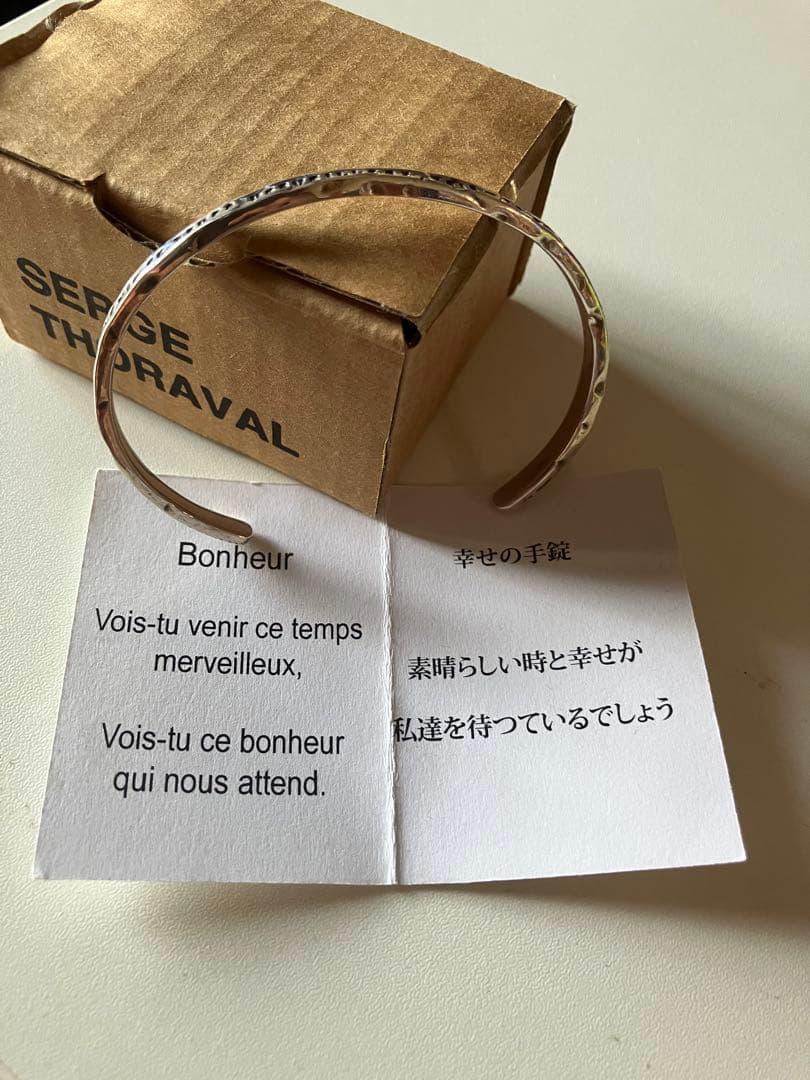 SERGE
THORAVAL
Bonheur
Vois-tu venir ce temps
merveilleux,
Vois-tu ce bonheur
qui nous attend.
幸せの手錠
素晴らしい時と幸せが
私達を待つているでしょう